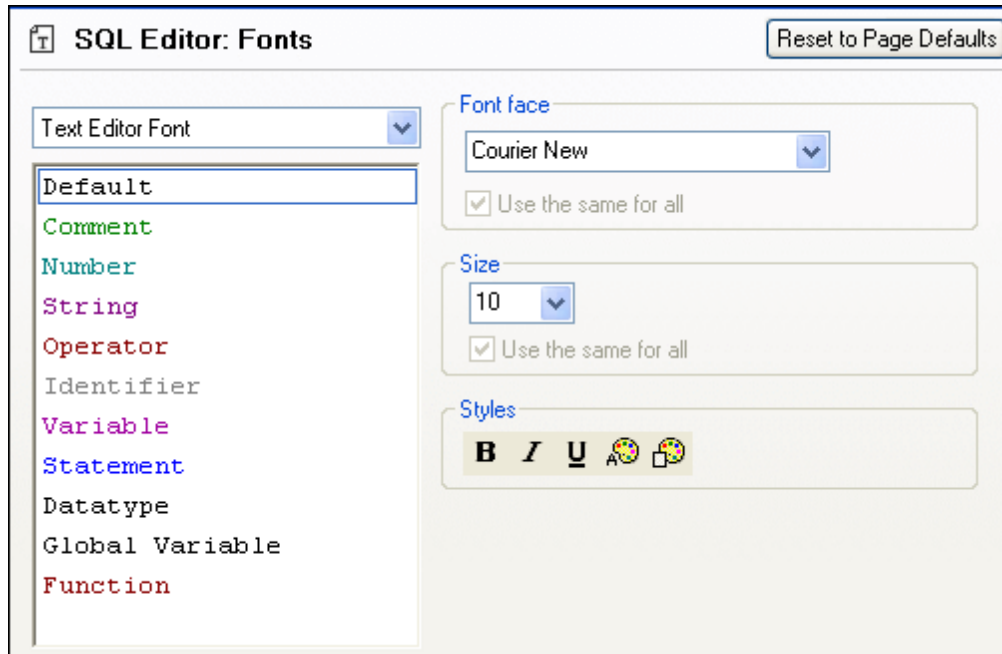 SQL Editor: Fonts
Reset to Page Defaults
Text Editor Font
Default
Comment
Number
String
Operator
Identifier
Variable
Statement
Datatype
Global Variable
Function
Font face
Courier New
Use the same for all
Size
10
Use the same for all
Styles
B I U